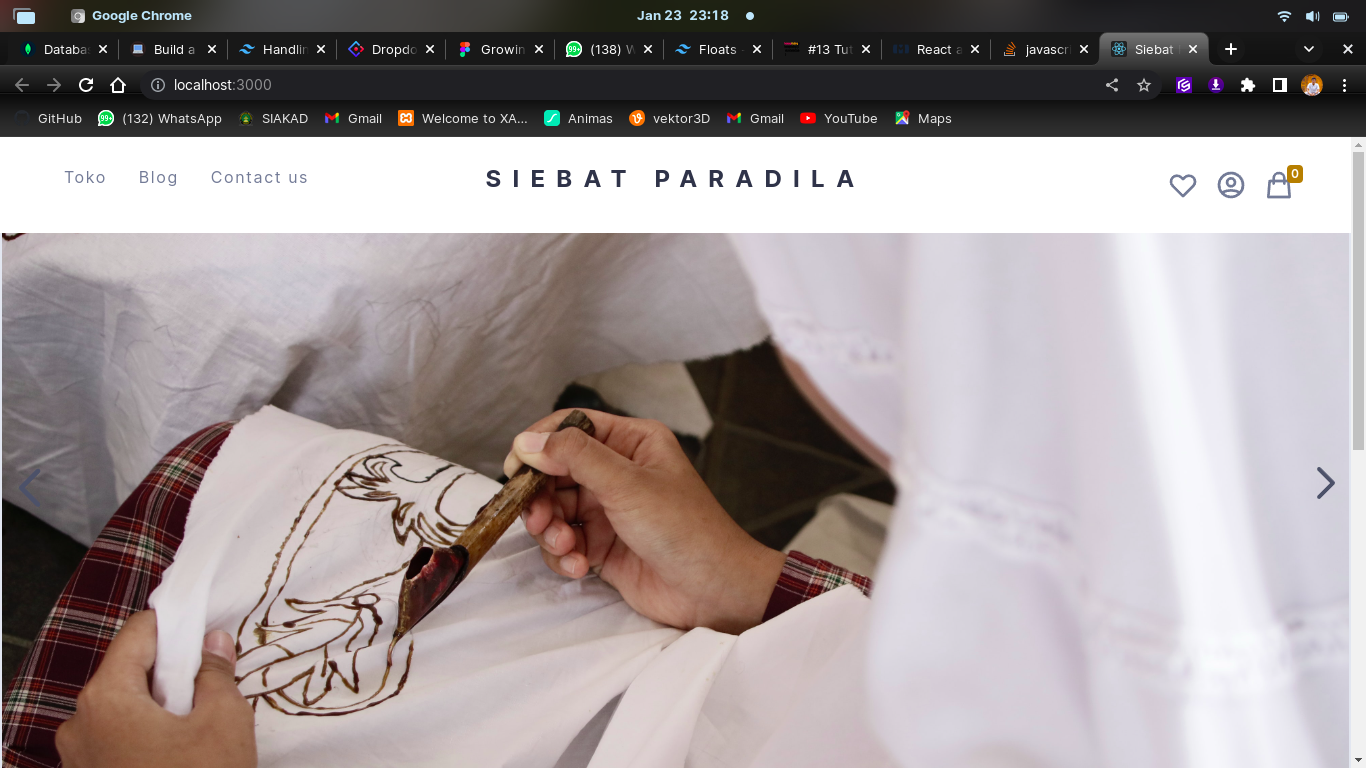 Google Chrome
Jan 23 23:18
Databa
Build a
Handlin
Dropdo
Growin
(138) W
Floats
#13 Tut
React a
javascri
Siebat
localhost:3000
GitHub
(132) WhatsApp
SIAKAD
Gmail
Welcome to XA...
Animas
vektor3D
Gmail
YouTube
Maps
Toko
Blog
Contact us
SIEBAT PARADILA
0